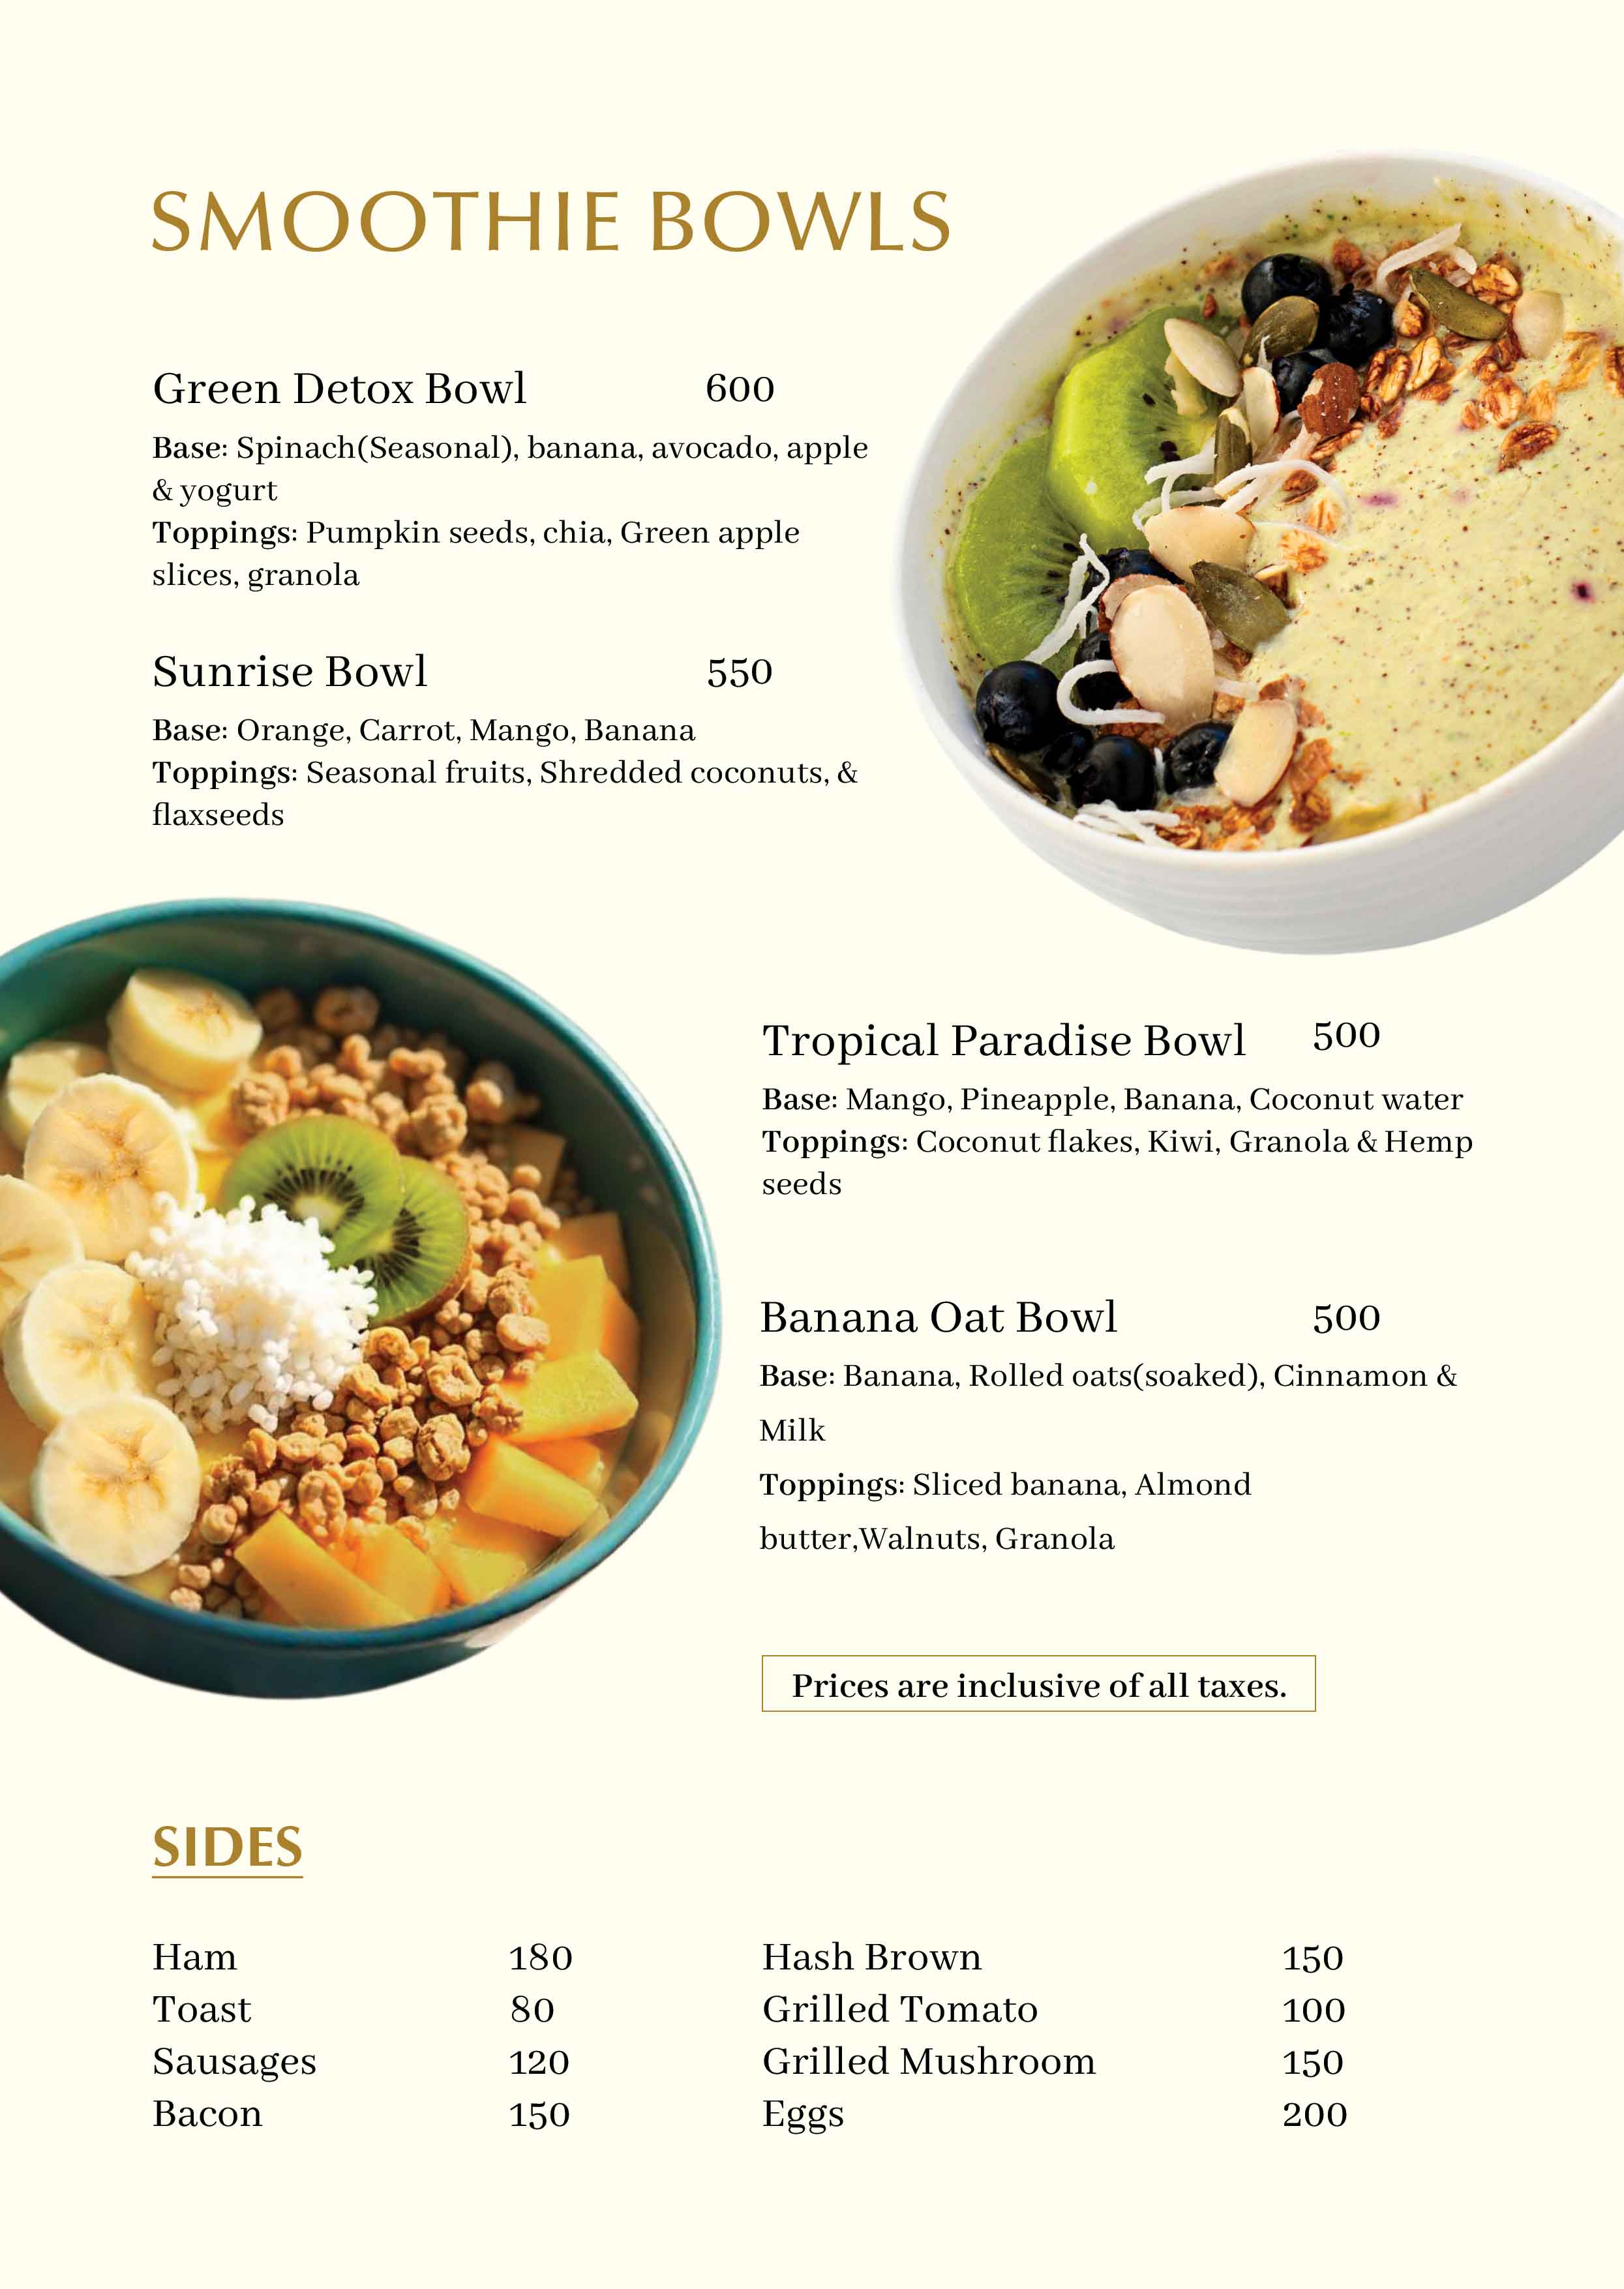 SMOOTHIE BOWLS
Green Detox Bowl 600
Base: Spinach(Seasonal), banana, avocado, apple
& yogurt
Toppings: Pumpkin seeds, chia, Green apple
slices, granola
Sunrise Bowl 550
Base: Orange, Carrot, Mango, Banana
Toppings: Seasonal fruits, Shredded coconuts, &
flaxseeds
Tropical Paradise Bowl 500
Base: Mango, Pineapple, Banana, Coconut water
Toppings: Coconut flakes, Kiwi, Granola & Hemp
seeds
Banana Oat Bowl 500
Base: Banana, Rolled oats(soaked), Cinnamon &
Milk
Toppings: Sliced banana, Almond
butter,Walnuts, Granola
Prices are inclusive of all taxes.
SIDES
Ham 180
Toast 80
Sausages 120
Bacon 150
Hash Brown 150
Grilled Tomato 100
Grilled Mushroom 150
Eggs 200